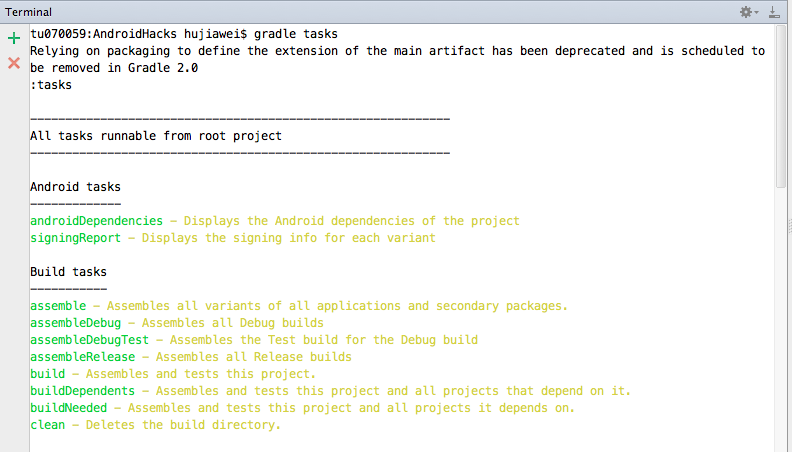 Terminal
tu070059:AndroidHacks hujiawei$ gradle tasks
Relying on packaging to define the extension of the main artifact has been deprecated and is scheduled to
be removed in Gradle 2.0
:tasks
------------------------------------------------------------
All tasks runnable from root project
------------------------------------------------------------
Android tasks
-------------
androidDependencies - Displays the Android dependencies of the project
signingReport - Displays the signing info for each variant
Build tasks
-----------
assemble - Assembles all variants of all applications and secondary packages.
assembleDebug - Assembles all Debug builds
assembleDebugTest - Assembles the Test build for the Debug build
assembleRelease - Assembles all Release builds
build - Assembles and tests this project.
buildDependents - Assembles and tests this project and all projects that depend on it.
buildNeeded - Assembles and tests this project and all projects it depends on.
clean - Deletes the build directory.